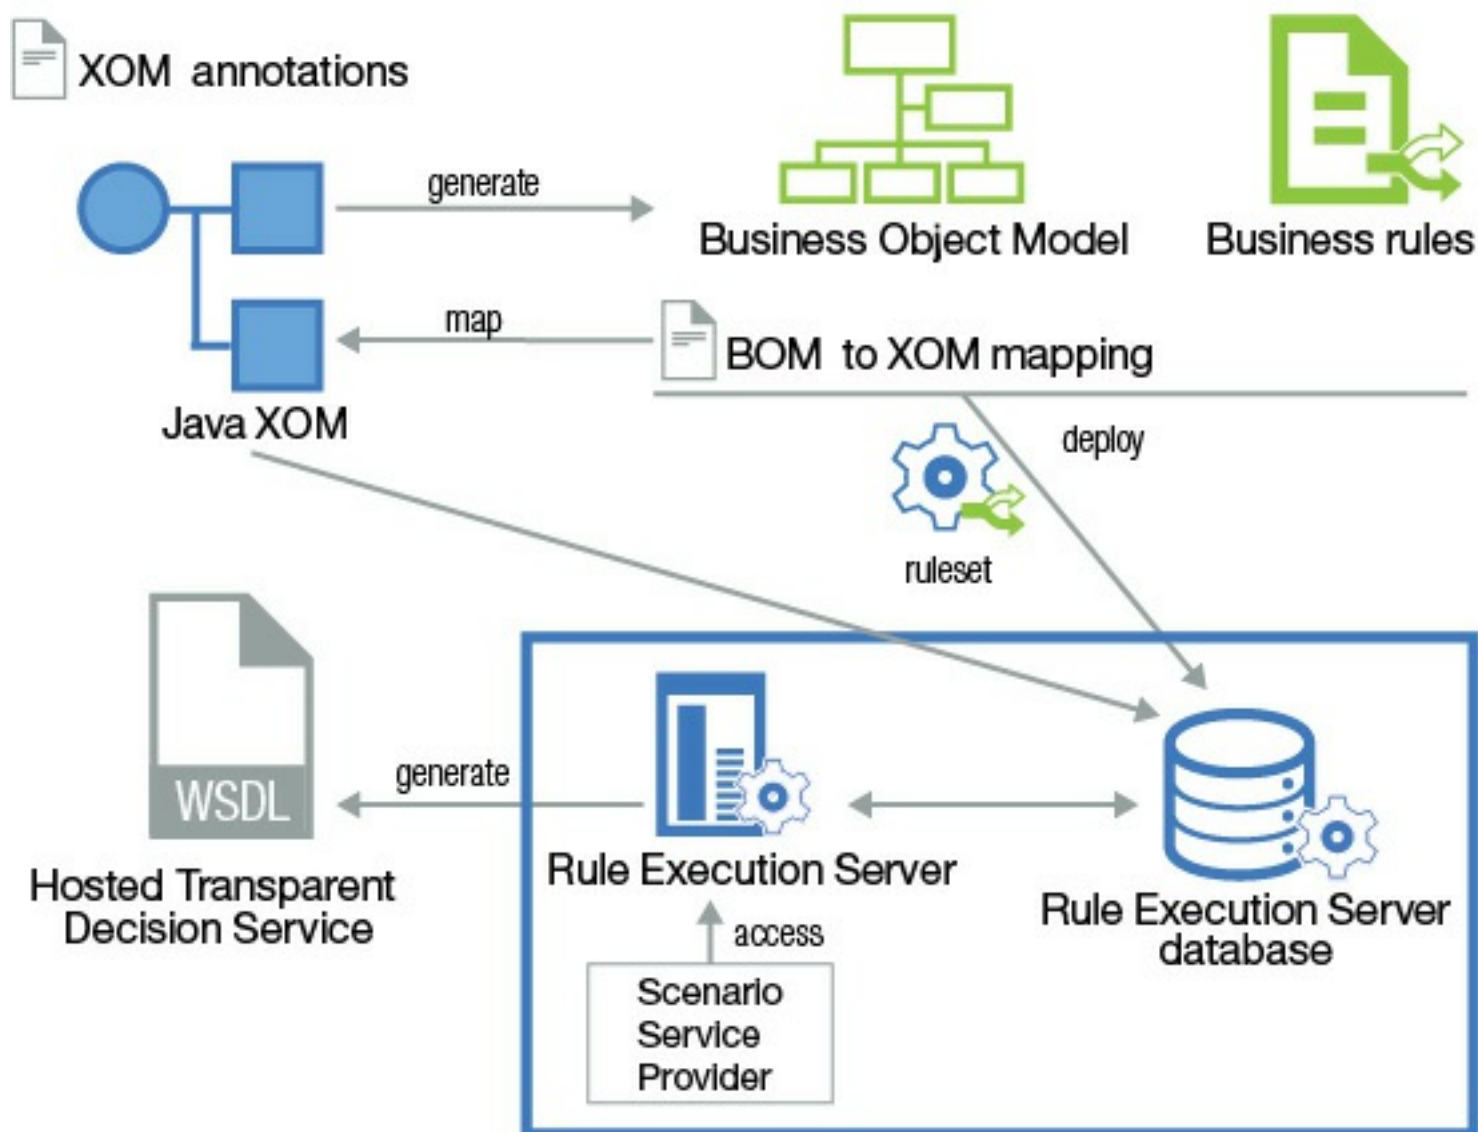 XOM annotations
generate
Business Object Model
Business rules
map
BOM to XOM mapping
Java XOM
deploy
ruleset
WSDL
generate
Hosted Transparent
Decision Service
Rule Execution Server
access
Scenario
Service
Provider
Rule Execution Server
database